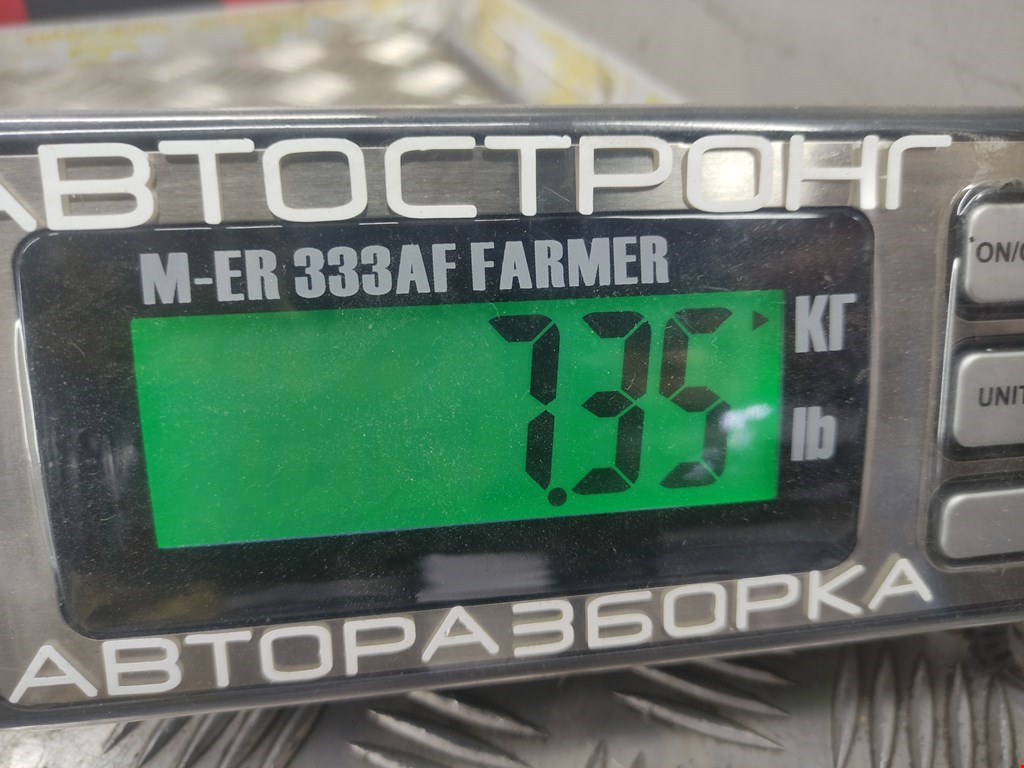 АВТОСТРОНГ
M-ER 333AF FARMER
7.35
КГ
lb
ON/
UNIT
АВТОРАЗБОРКА